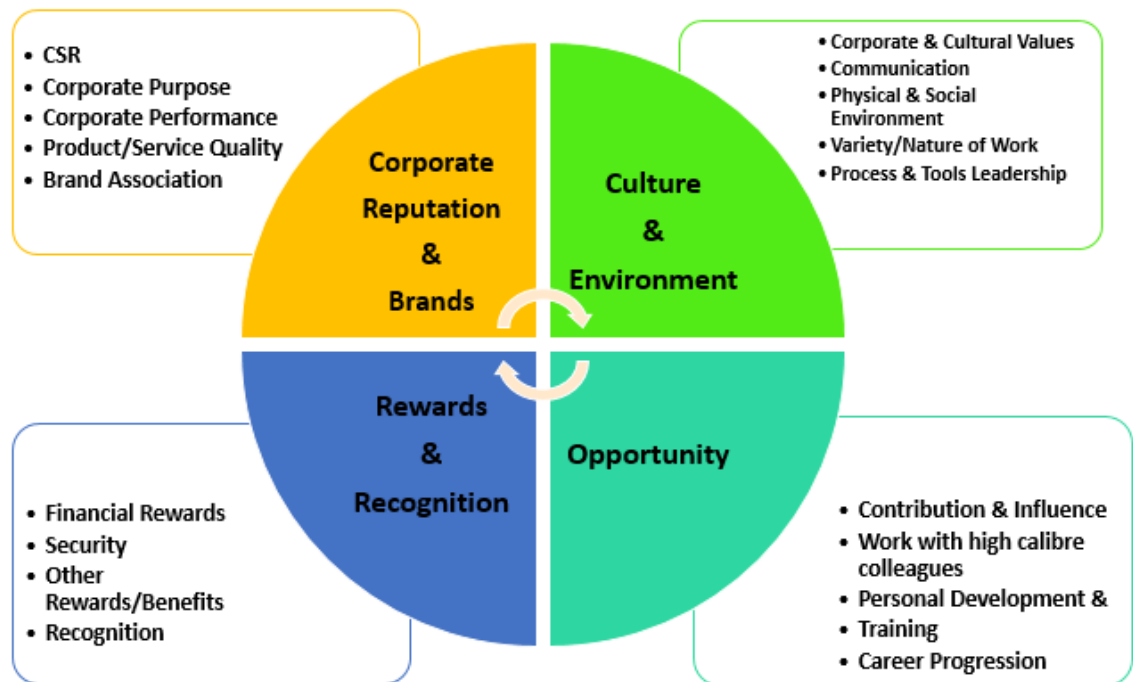 • CSR
• Corporate Purpose
• Corporate Performance
• Product/Service Quality
• Brand Association
Corporate
Reputation
&
Brands
• Corporate & Cultural Values
• Communication
• Physical & Social
Environment
• Variety/Nature of Work
• Process & Tools Leadership
Culture
&
Environment
Rewards
&
Recognition
• Financial Rewards
• Security
• Other
Rewards/Benefits
• Recognition
Opportunity
• Contribution & Influence
• Work with high calibre
colleagues
• Personal Development &
• Training
• Career Progression